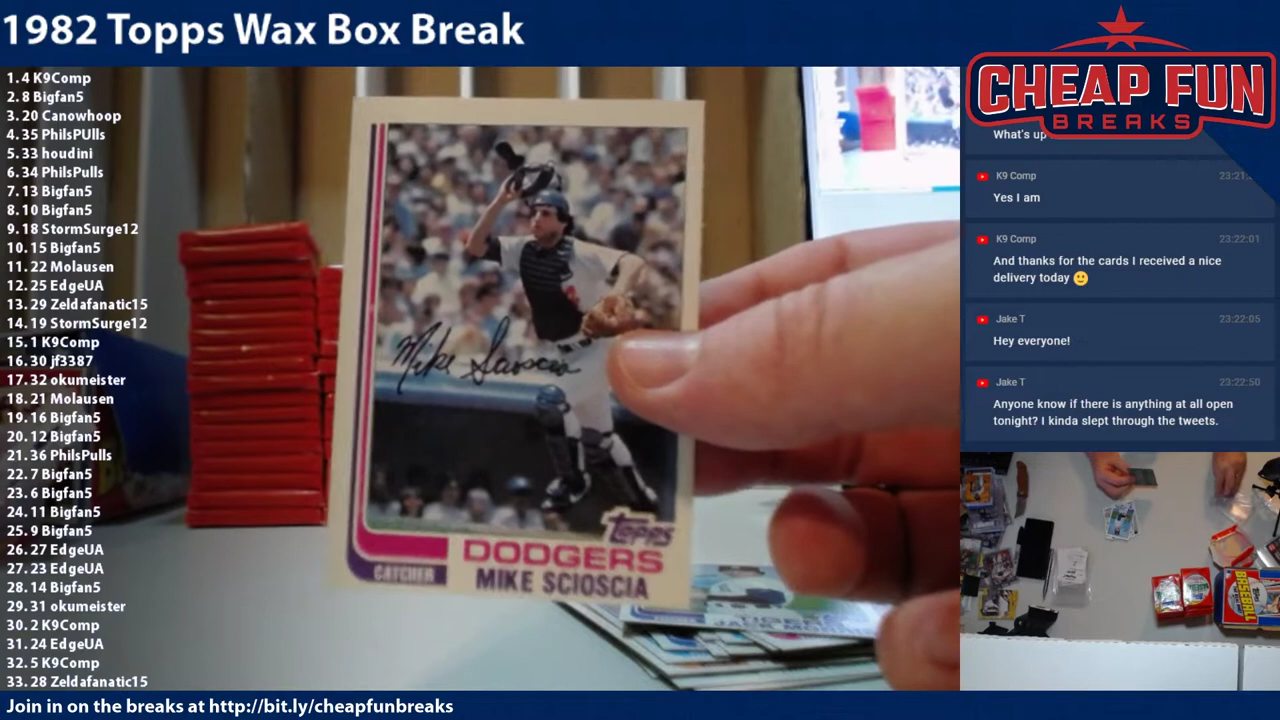 1982 Topps Wax Box Break
1.4 K9Comp
2.8 Bigfan5
3.20 Canowhoop
4.35 PhilsPUlls
5.33 houdini
6.34 PhilsPulls
7.13 Bigfan5
8.10 Bigfan5
9.18 StormSurge12
10.15 Bigfan5
11.22 Molausen
12.25 EdgeUA
13.29 Zeldafanatic15
14.19 StormSurge12
15.1 K9Comp
16.30 jf3387
17.32 okumeister
18.21 Molausen
19.16 Bigfan5
20.12 Bigfan5
21.36 PhilsPulls
22.7 Bigfan5
23.6 Bigfan5
24.11 Bigfan5
25.9 Bigfan5
26.27 EdgeUA
27.23 EdgeUA
28.14 Bigfan5
29.31 okumeister
30.2 K9Comp
31.24 EdgeUA
32.5 K9Comp
33.28 Zeldafanatic15
Join in on the breaks at http://bit.ly/cheapfunbreaks
Mike Scioscia
Topps
DODGERS
CATCHER
MIKE SCIOSCIA
TIGERS
JACK
CHEAP FUN
BREAKS
What's up
K9 Comp
Yes I am
K9 Comp 23:22:01
And thanks for the cards I received a nice
delivery today 🙂
Jake T 23:22:05
Hey everyone!
Jake T 23:22:50
Anyone know if there is anything at all open
tonight? I kinda slept through the tweets.
BASEBALL